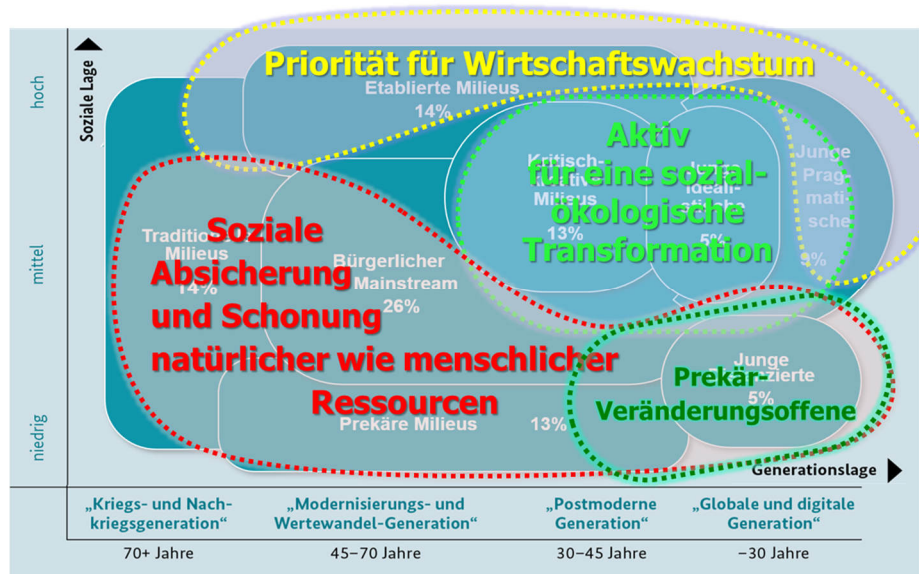 Soziale Lage
hoch
mittel
niedrig
Priorität für Wirtschaftswachstum
Etablierte Milieus
14%
Aktiv
für eine sozial-
ökologische
Transformation
Kritisch-
Milieus
13%
Junge
Ideali-
5%
Junge
Prag-
mati-
sche
9%
Soziale
Absicherung
und Schonung
natürlicher wie menschlicher
Ressourcen
Milieus
14%
Bürgerlicher
Mainstream
26%
Prekäre Milieus
13%
Junge
5%
Prekär-
Veränderungsoffene
Generationslage
„Kriegs- und Nach-
kriegsgeneration“
„Modernisierungs- und
Wertewandel-Generation“
„Postmoderne
Generation“
„Globale und digitale
Generation“
70+ Jahre
45–70 Jahre
30–45 Jahre
–30 Jahre